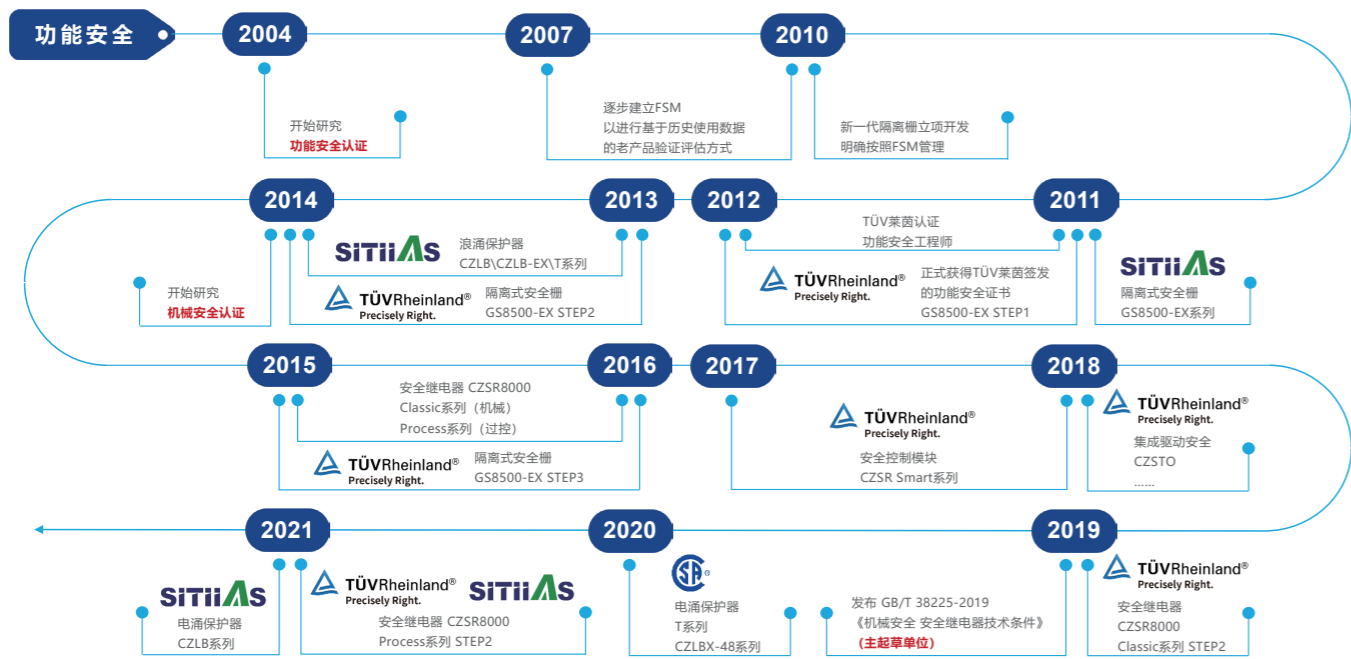 功能安全
2004
2007
2010
开始研究
功能安全认证
逐步建立FSM
以进行基于历史使用数据
的老产品验证评估方式
新一代隔离栅立项开发
明确按照FSM管理
2014
2013
2012
2011
开始研究
机械安全认证
SiTiiAS
浪涌保护器
CZLB\CZLB-EX\T系列
TÜVRheinland®
Precisely Right.
隔离式安全栅
GS8500-EX STEP2
TÜV莱茵认证
功能安全工程师
TÜVRheinland®
Precisely Right.
正式获得TÜV莱茵签发
的功能安全证书
GS8500-EX STEP1
SiTiiAS
隔离式安全栅
GS8500-EX系列
2015
2016
2017
2018
安全继电器 CZSR8000
Classic系列（机械）
Process系列（过控）
TÜVRheinland®
Precisely Right.
隔离式安全栅
GS8500-EX STEP3
TÜVRheinland®
Precisely Right.
安全控制模块
CZSR Smart系列
TÜVRheinland®
Precisely Right.
集成驱动安全
CZSTO
……
2021
2020
2019
SiTiiAS
电涌保护器
CZLB系列
TÜVRheinland®
Precisely Right.
SiTiiAS
安全继电器 CZSR8000
Process系列 STEP2
CSA®
电涌保护器
T系列
CZLBX-48系列
发布 GB/T 38225-2019
《机械安全 安全继电器技术条件》
（主起草单位）
TÜVRheinland®
Precisely Right.
安全继电器
CZSR8000
Classic系列 STEP2